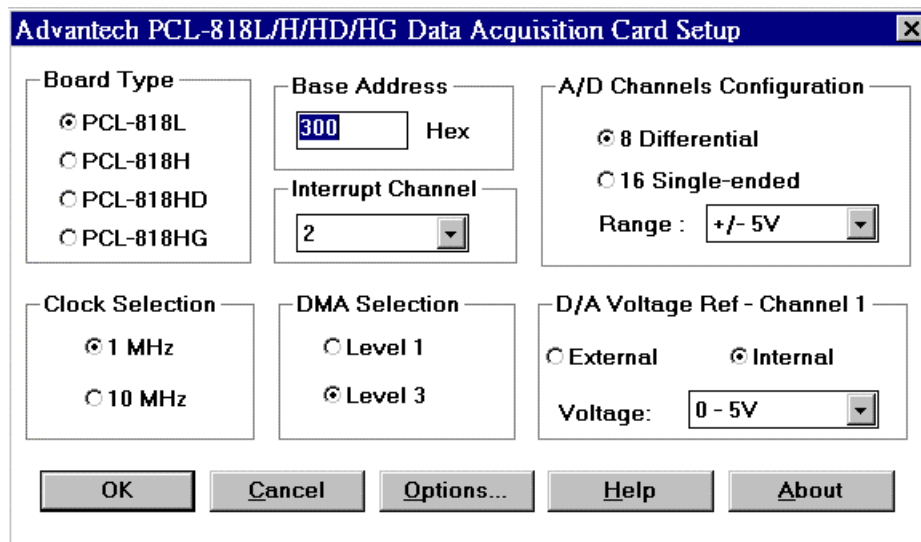 Advantech PCL-818L/H/HD/HG Data Acquisition Card Setup
Board Type
PCL-818L
PCL-818H
PCL-818HD
PCL-818HG
Base Address
300 Hex
Interrupt Channel
2
A/D Channels Configuration
8 Differential
16 Single-ended
Range : +/- 5V
Clock Selection
1 MHz
10 MHz
DMA Selection
Level 1
Level 3
D/A Voltage Ref - Channel 1
External Internal
Voltage: 0 - 5V
OK Cancel Options... Help About